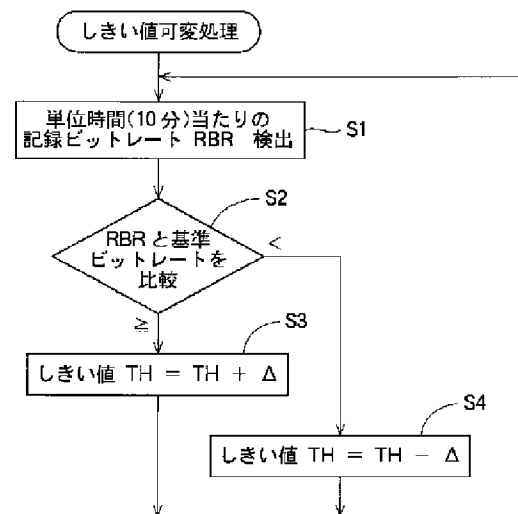 しきい値可変処理
単位時間(10分)当たりの
記録ビットレート RBR 検出
S1
S2
RBRと基準
ビットレートを
比較
<
≧
S3
しきい値 TH = TH + Δ
S4
しきい値 TH = TH − Δ